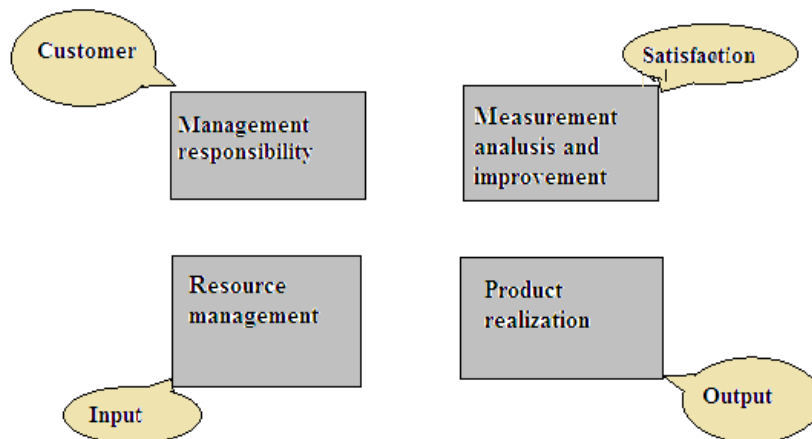 Customer
Satisfaction
Management
responsibility
Measurement
analusis and
improvement
Resource
management
Product
realization
Input
Output